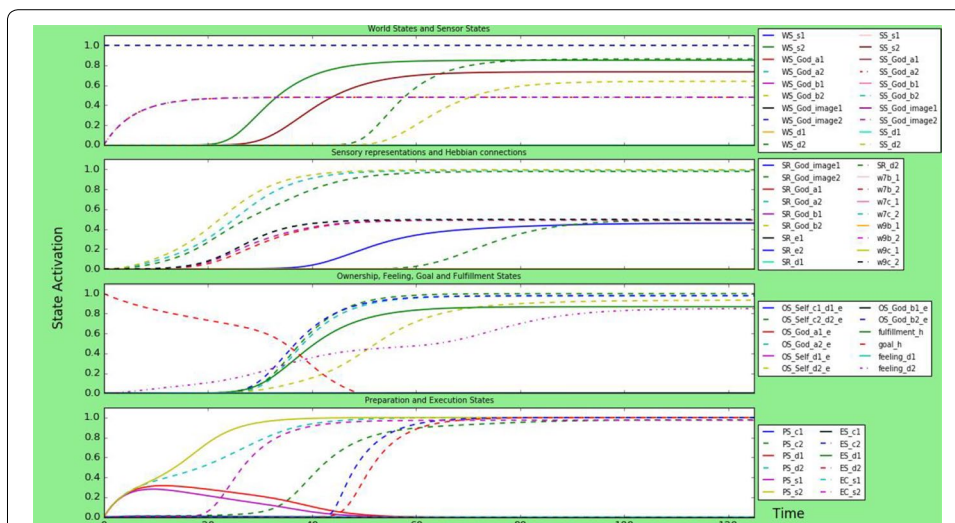 World States and Sensor States
1.0
0.8
0.6
0.4
0.2
0.0
WS_s1 SS_s1
WS_s2 SS_s2
WS_God_a1 SS_God_a1
WS_God_a2 SS_God_a2
WS_God_b1 SS_God_b1
WS_God_b2 SS_God_b2
WS_God_image1 SS_God_image1
WS_God_image2 SS_God_image2
WS_d1 SS_d1
WS_d2 SS_d2
Sensory representations and Hebbian connections
1.0
0.8
0.6
0.4
0.2
0.0
SR_God_image1 SR_d2
SR_God_image2 w7b_1
SR_God_a1 w7b_2
SR_God_a2 w7c_1
SR_God_b1 w7c_2
SR_God_b2 w9b_1
SR_e1 w9b_2
SR_e2 w9c_1
SR_d1 w9c_2
State Activation
Ownership, Feeling, Goal and Fulfillment States
1.0
0.8
0.6
0.4
0.2
0.0
OS_Self_c1_d1_e OS_God_b1_e
OS_Self_c2_d2_e OS_God_b2_e
OS_God_a1_e fulfillment_h
OS_God_a2_e goal_h
OS_Self_d1_e feeling_d1
OS_Self_d2_e feeling_d2
Preparation and Execution States
1.0
0.8
0.6
0.4
0.2
0.0
PS_c1 ES_c1
PS_c2 ES_c2
PS_d1 ES_d1
PS_d2 ES_d2
PS_s1 EC_s1
PS_s2 EC_s2
0 20 40 60 80 100 120
Time